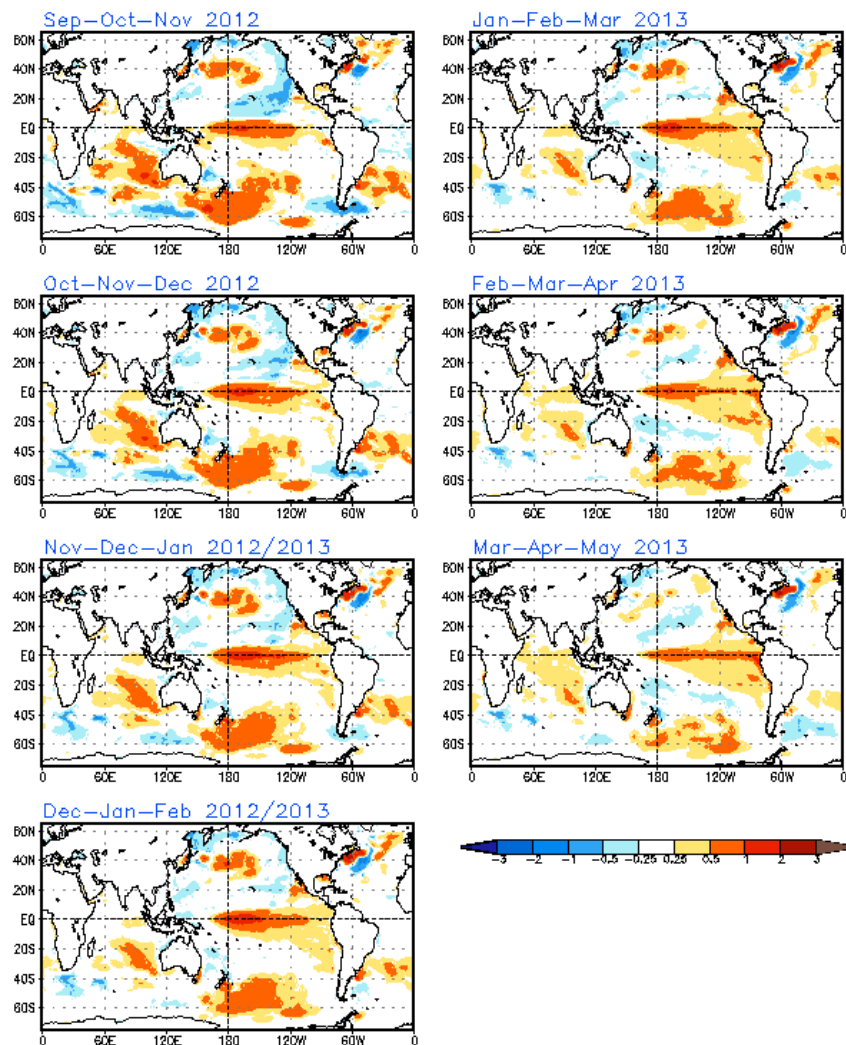 Sep-Oct-Nov 2012
60N
40N
20N
EQ
20S
40S
60S
0 60E 120E 180 120W 60W 0
Jan-Feb-Mar 2013
60N
40N
20N
EQ
20S
40S
60S
0 60E 120E 180 120W 60W 0
Oct-Nov-Dec 2012
60N
40N
20N
EQ
20S
40S
60S
0 60E 120E 180 120W 60W 0
Feb-Mar-Apr 2013
60N
40N
20N
EQ
20S
40S
60S
0 60E 120E 180 120W 60W 0
Nov-Dec-Jan 2012/2013
60N
40N
20N
EQ
20S
40S
60S
0 60E 120E 180 120W 60W 0
Mar-Apr-May 2013
60N
40N
20N
EQ
20S
40S
60S
0 60E 120E 180 120W 60W 0
Dec-Jan-Feb 2012/2013
60N
40N
20N
EQ
20S
40S
60S
0 60E 120E 180 120W 60W 0
-3 -2 -1 -0.5 -0.25 0.25 0.5 1 2 3